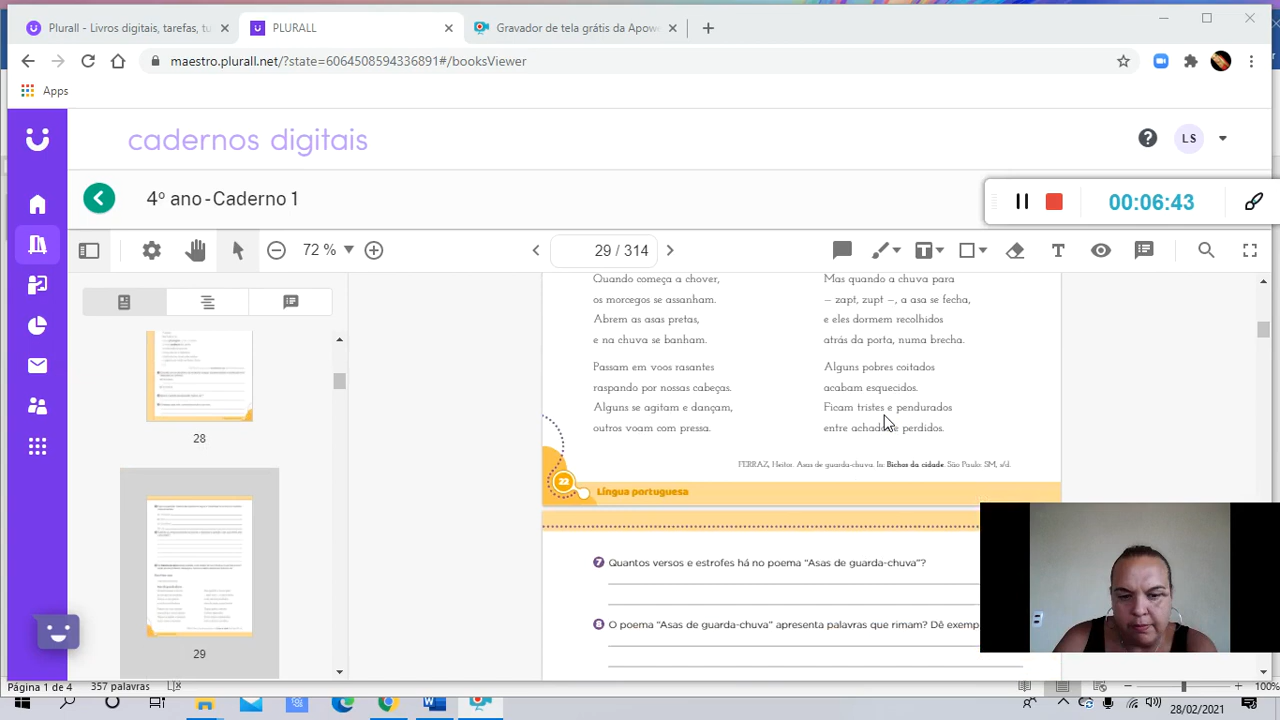 Plurall - Livros digitais, tarefas, tu
PLURALL
Gravador de tela grátis da Apowe
maestro.plurall.net/?state=6064508594336891#/booksViewer
Apps
cadernos digitais
LS
4º ano - Caderno 1
00:06:43
72 %
29 / 314
Quando começa a chover,
os morcegos se assanham.
Abrem as asas pretas,
e na chuva se banham.
Passam em voos rasantes
raspando por nossas cabeças.
Alguns se agitam e dançam,
outros voam com pressa.
Mas quando a chuva para
– zapt, zupt –, a asa se fecha,
e eles dormem recolhidos
atrás da porta, numa brecha.
Alguns pobres coitados
acabam esquecidos.
Ficam tristes e pendurados
entre achados e perdidos.
FERRAZ, Heitor. Asas de guarda-chuva. In: Bichos da cidade. São Paulo: SM, s/d.
22
Língua portuguesa
7 Quantos versos e estrofes há no poema "Asas de guarda-chuva"?
8 O poema "Asas de guarda-chuva" apresenta palavras que rimam? Dê exemp
28
29
Página 1 de 4
357 palavras
100%
28/02/2021